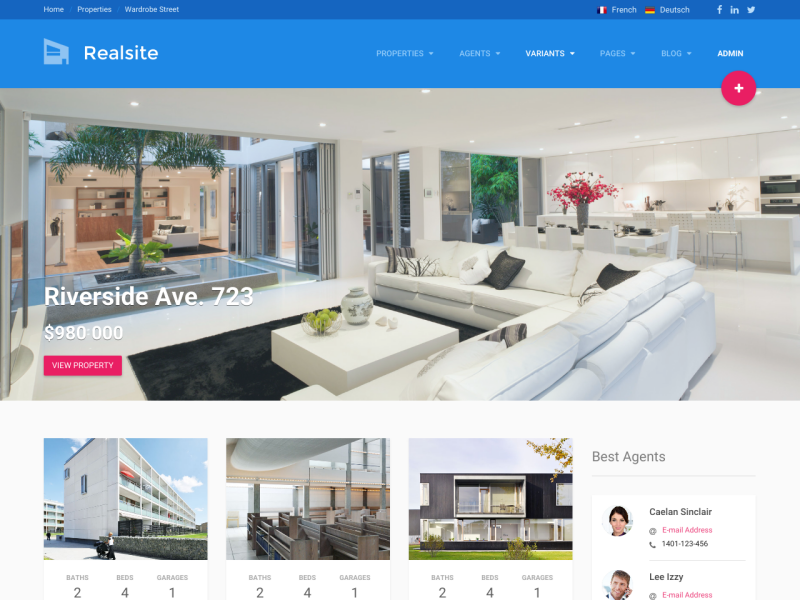 Home / Properties / Wardrobe Street
French Deutsch
Realsite
PROPERTIES AGENTS VARIANTS PAGES BLOG ADMIN
+
Riverside Ave. 723
$980 000
VIEW PROPERTY
Best Agents
Caelan Sinclair
@ E-mail Address
1401-123-456
Lee Izzy
@ E-mail Address
BATHS BEDS GARAGES
2 4 1
BATHS BEDS GARAGES
2 4 1
BATHS BEDS GARAGES
2 4 1